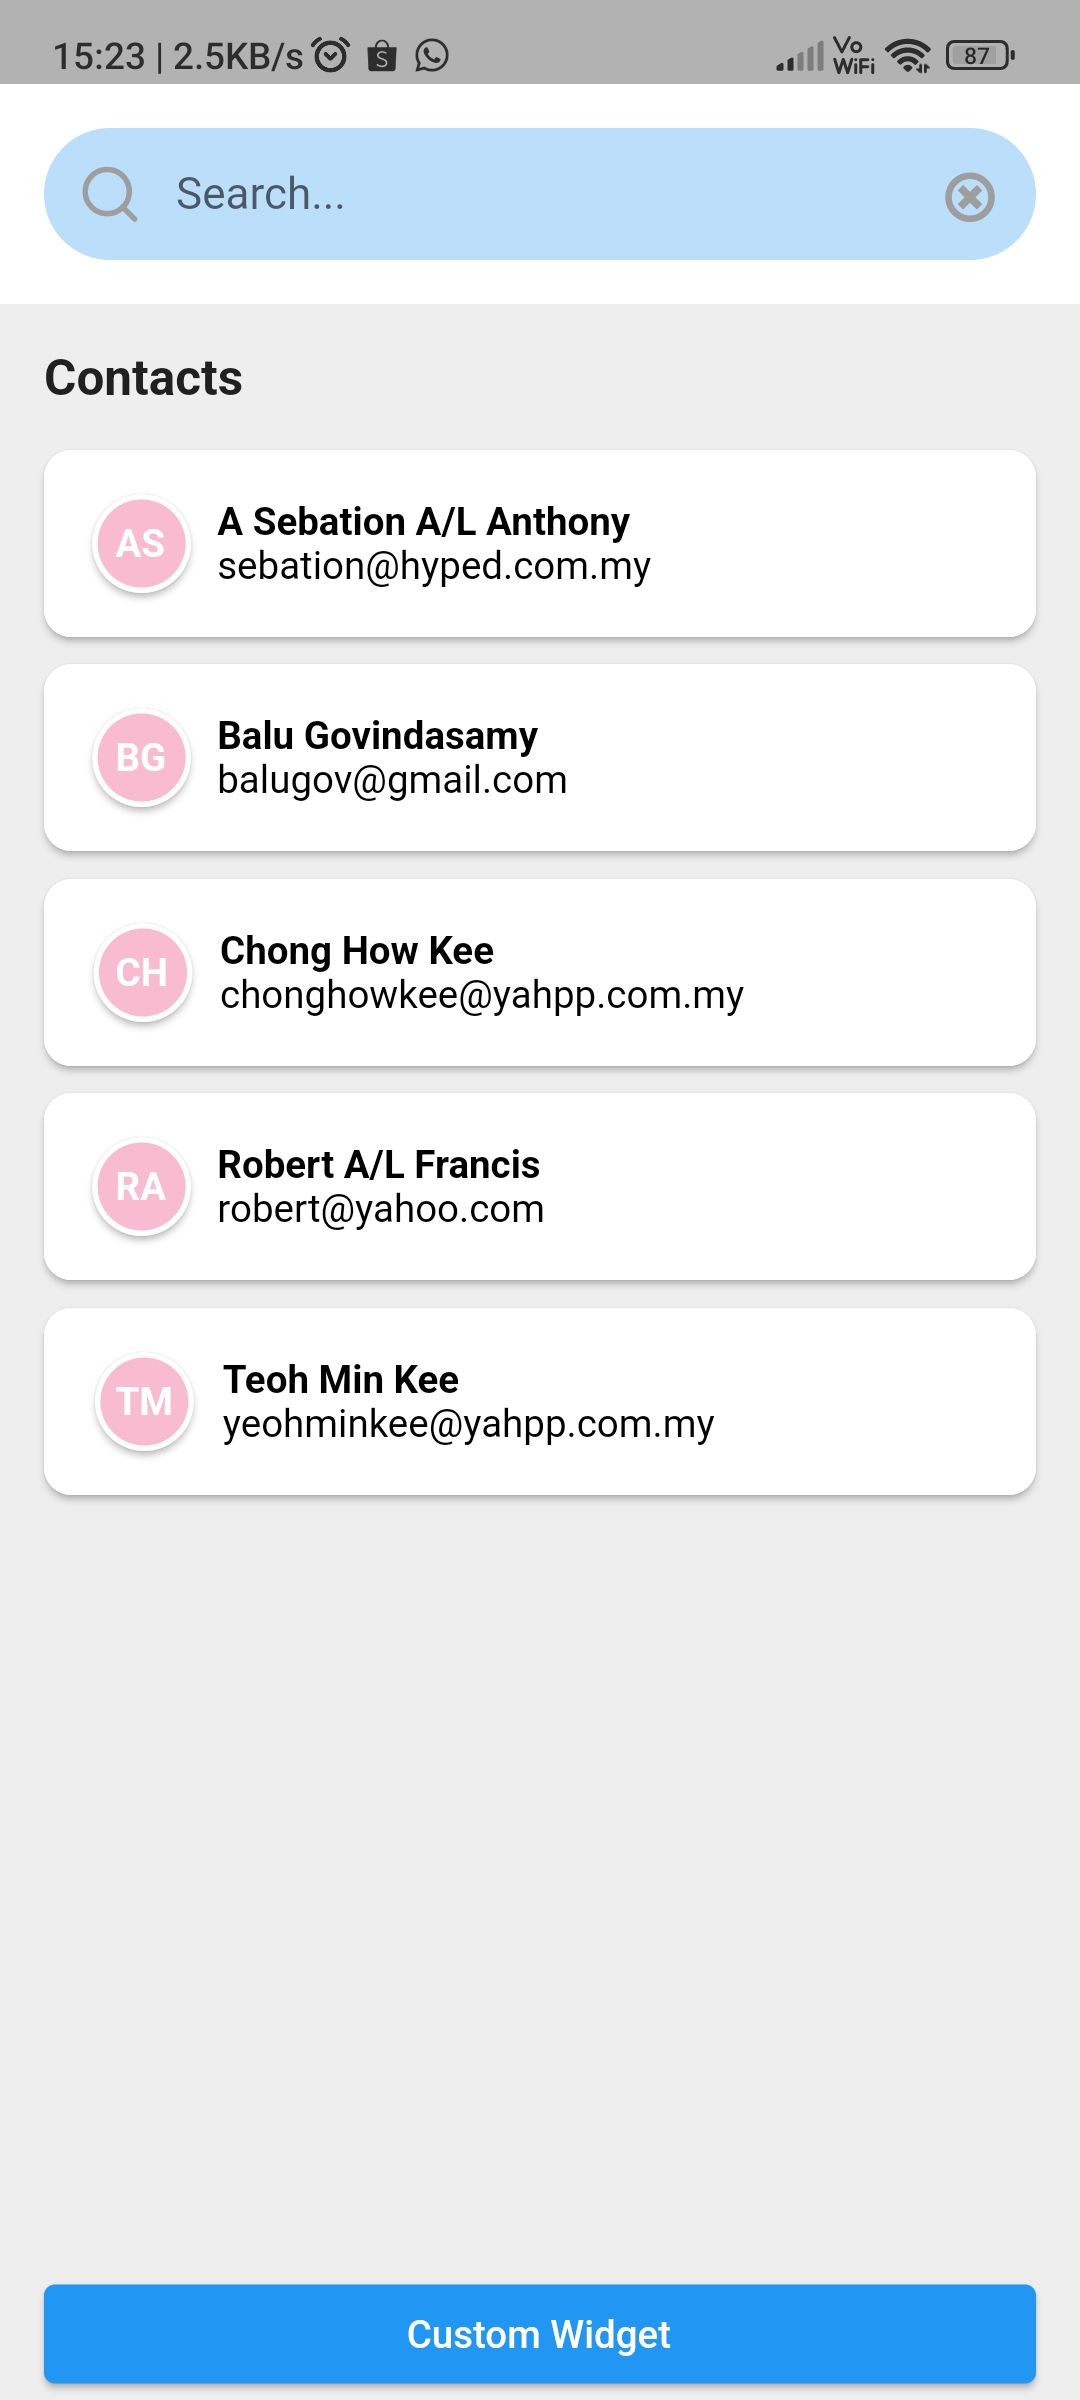 15:23 | 2.5KB/s
Vo
WiFi
87
Search...
Contacts
AS
A Sebation A/L Anthony
sebation@hyped.com.my
BG
Balu Govindasamy
balugov@gmail.com
CH
Chong How Kee
chonghowkee@yahpp.com.my
RA
Robert A/L Francis
robert@yahoo.com
TM
Teoh Min Kee
yeohminkee@yahpp.com.my
Custom Widget